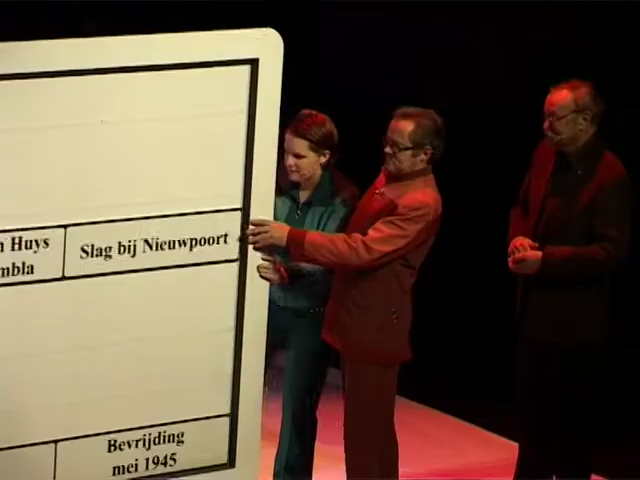 n Huys
mbla
Slag bij Nieuwpoort
Bevrijding
mei 1945